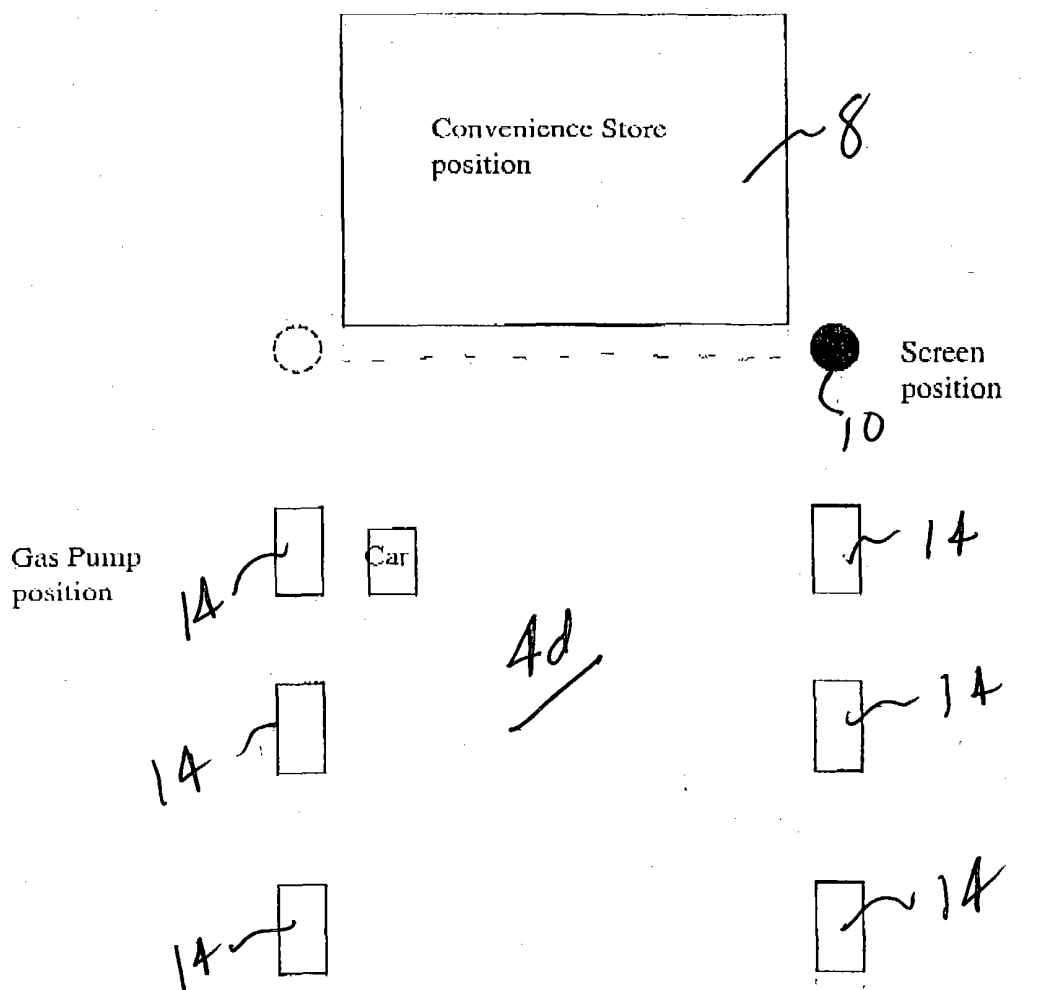 Convenience Store
position
8
Screen
position
10
Gas Pump
position
Car
14
14
4d
14
14
14
14